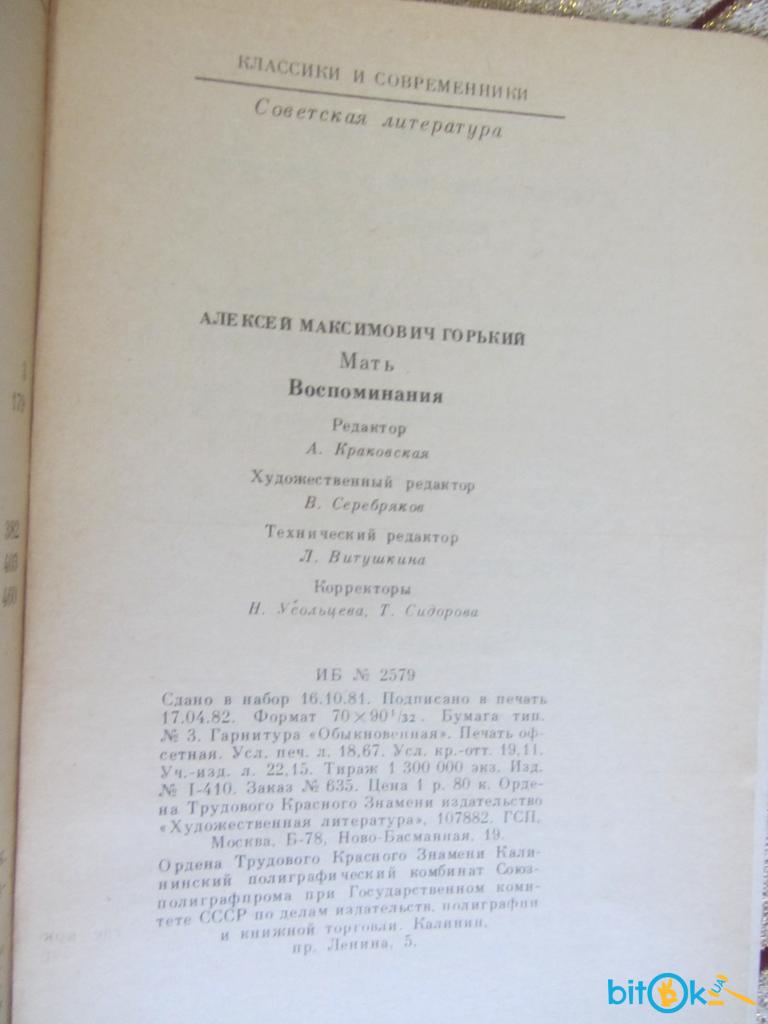 КЛАССИКИ И СОВРЕМЕННИКИ
Советская литература
АЛЕКСЕЙ МАКСИМОВИЧ ГОРЬКИЙ
Мать
Воспоминания
Редактор
А. Краковская
Художественный редактор
В. Серебряков
Технический редактор
Л. Витушкина
Корректоры
Н. Усольцева, Т. Сидорова
ИБ № 2579
Сдано в набор 16.10.81. Подписано в печать
17.04.82. Формат 70×90¹/₃₂. Бумага тип.
№ 3. Гарнитура «Обыкновенная». Печать оф-
сетная. Усл. печ. л. 18,67. Усл. кр.-отт. 19,11.
Уч.-изд. л. 22,15. Тираж 1 300 000 экз. Изд.
№ I-410. Заказ № 635. Цена 1 р. 80 к. Орде-
на Трудового Красного Знамени издательство
«Художественная литература», 107882, ГСП,
Москва, Б-78, Ново-Басманная, 19.
Ордена Трудового Красного Знамени Кали-
нинский полиграфический комбинат Союз-
полиграфпрома при Государственном коми-
тете СССР по делам издательств, полиграфии
и книжной торговли. Калинин,
пр. Ленина, 5.
3
179
382
403
460
bitok.UA